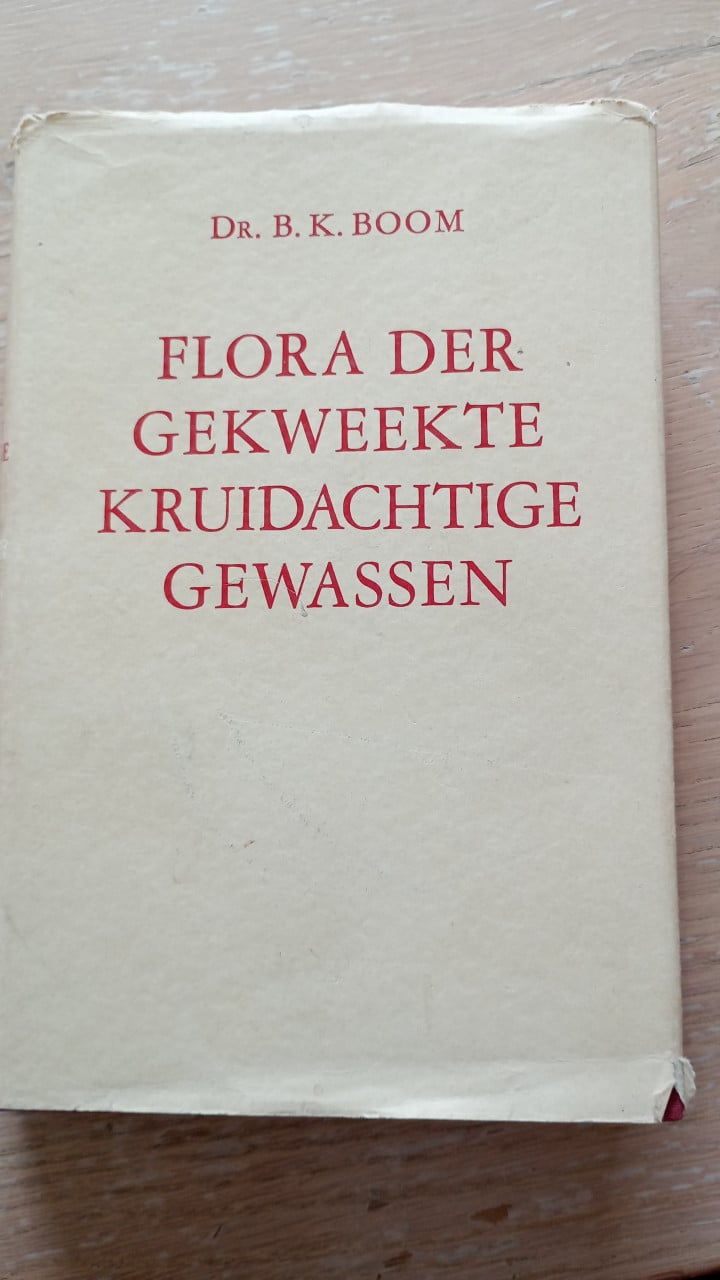 DR. B. K. BOOM
FLORA DER
GEKWEEKTE
KRUIDACHTIGE
GEWASSEN
E